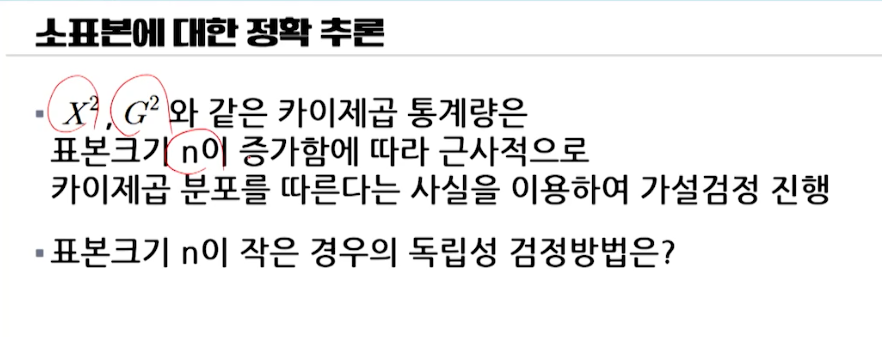 소표본에 대한 정확 추론
▪ X², G² 와 같은 카이제곱 통계량은
표본크기 n이 증가함에 따라 근사적으로
카이제곱 분포를 따른다는 사실을 이용하여 가설검정 진행
▪ 표본크기 n이 작은 경우의 독립성 검정방법은?